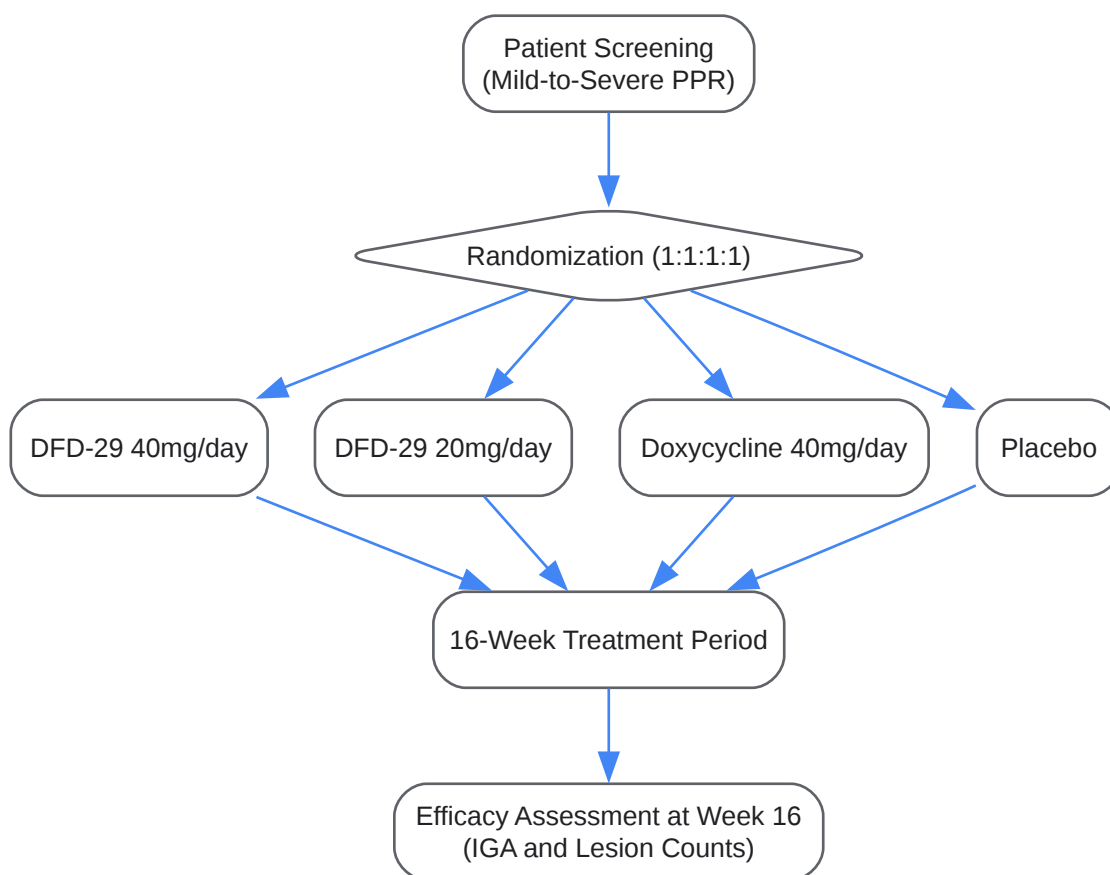 Patient Screening
(Mild-to-Severe PPR)
Randomization (1:1:1:1)
DFD-29 40mg/day
DFD-29 20mg/day
Doxycycline 40mg/day
Placebo
16-Week Treatment Period
Efficacy Assessment at Week 16
(IGA and Lesion Counts)